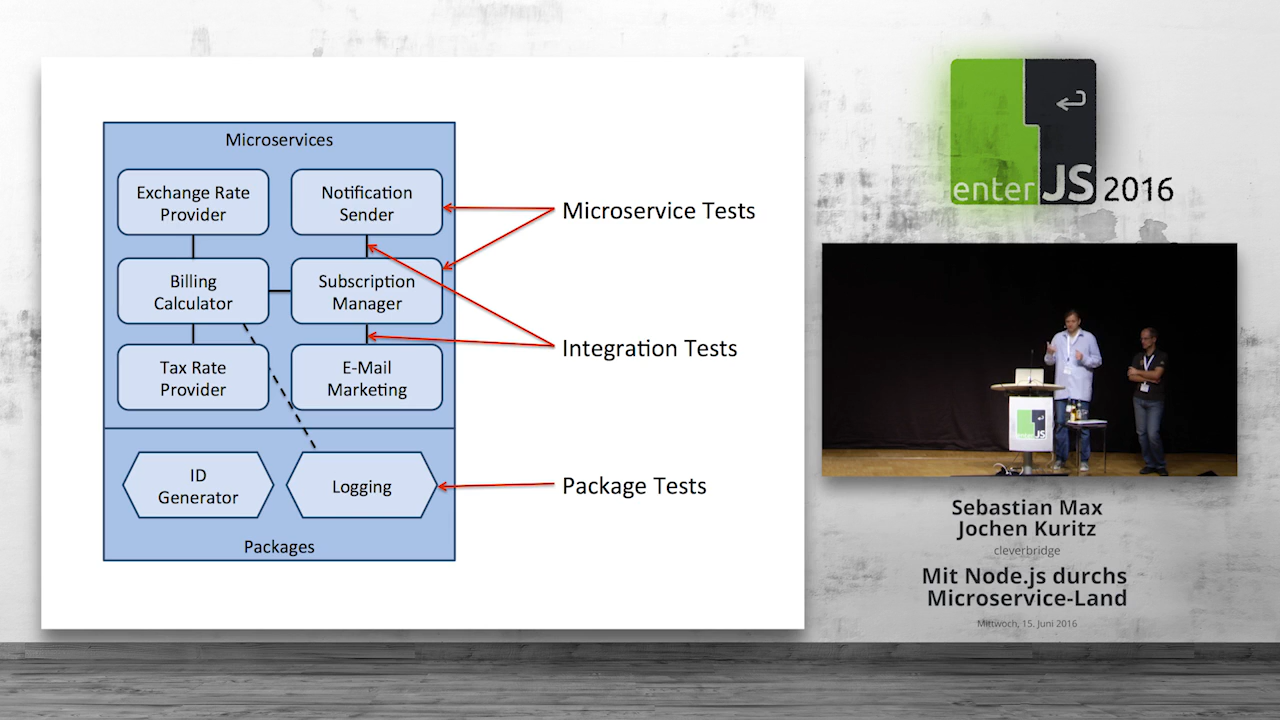 Microservices
Exchange Rate
Provider
Notification
Sender
Billing
Calculator
Subscription
Manager
Tax Rate
Provider
E-Mail
Marketing
ID
Generator
Logging
Packages
Microservice Tests
Integration Tests
Package Tests
enter JS 2016
JS
Sebastian Max
Jochen Kuritz
cleverbridge
Mit Node.js durchs
Microservice-Land
Mittwoch, 15. Juni 2016